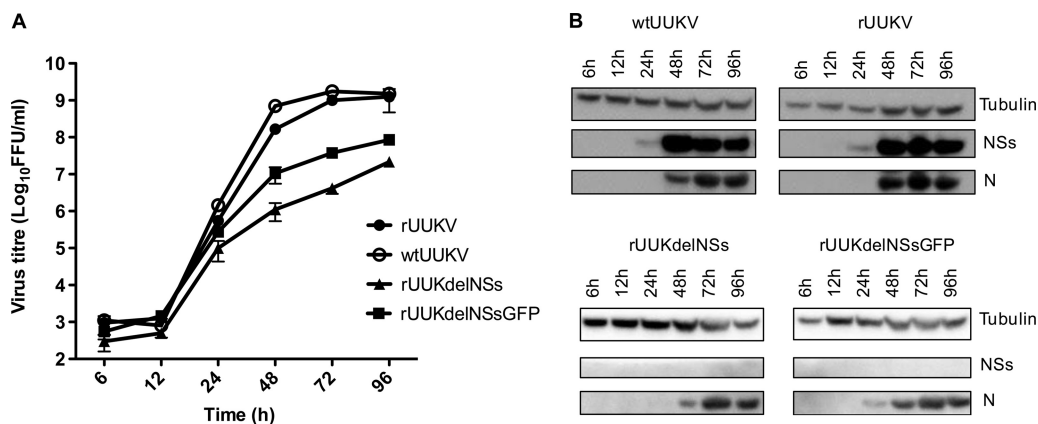 A
Virus titre (Log10FFU/ml)
10
9
8
7
6
5
4
3
2
6
12
24
48
72
96
Time (h)
rUUKV
wtUUKV
rUUKdelNSs
rUUKdelNSsGFP
B
wtUUKV
6h 12h 24h 48h 72h 96h
rUUKV
6h 12h 24h 48h 72h 96h
Tubulin
NSs
N
rUUKdelNSs
6h 12h 24h 48h 72h 96h
rUUKdelNSsGFP
6h 12h 24h 48h 72h 96h
Tubulin
NSs
N